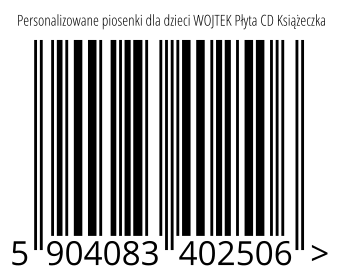 Personalizowane piosenki dla dzieci WOJTEK Płyta CD Książeczka
5 904083 402506 >